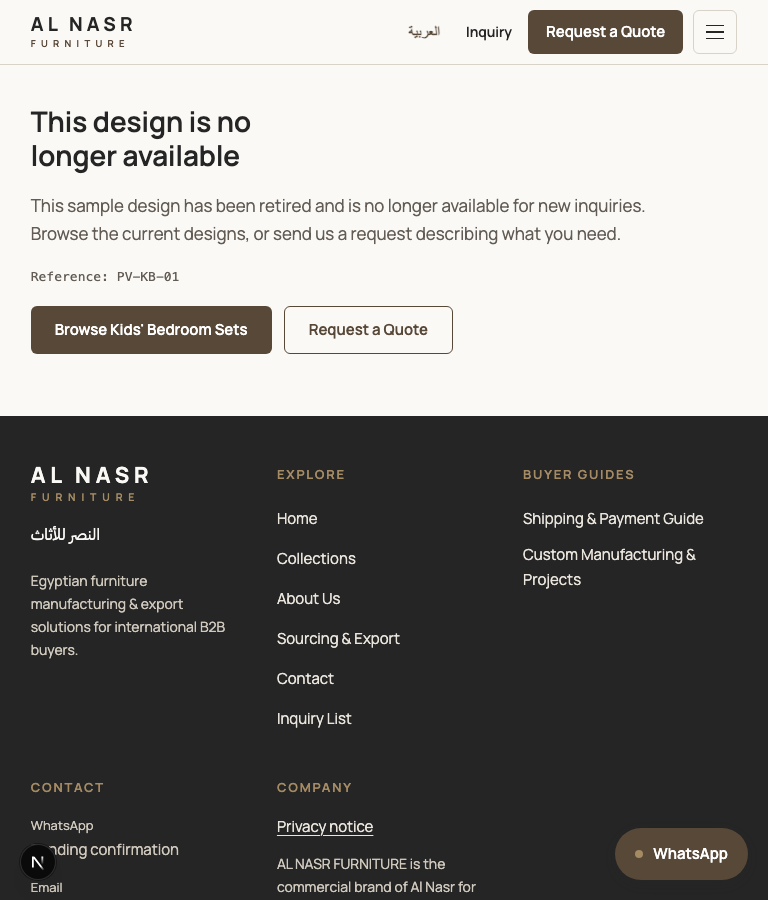 AL NASR
FURNITURE
العربية
Inquiry
Request a Quote
This design is no
longer available
This sample design has been retired and is no longer available for new inquiries.
Browse the current designs, or send us a request describing what you need.
Reference: PV-KB-01
Browse Kids' Bedroom Sets
Request a Quote
AL NASR
FURNITURE
النصر للأثاث
Egyptian furniture
manufacturing & export
solutions for international B2B
buyers.
EXPLORE
Home
Collections
About Us
Sourcing & Export
Contact
Inquiry List
BUYER GUIDES
Shipping & Payment Guide
Custom Manufacturing &
Projects
CONTACT
WhatsApp
confirmation
Email
N
COMPANY
Privacy notice
AL NASR FURNITURE is the
commercial brand of Al Nasr for
WhatsApp